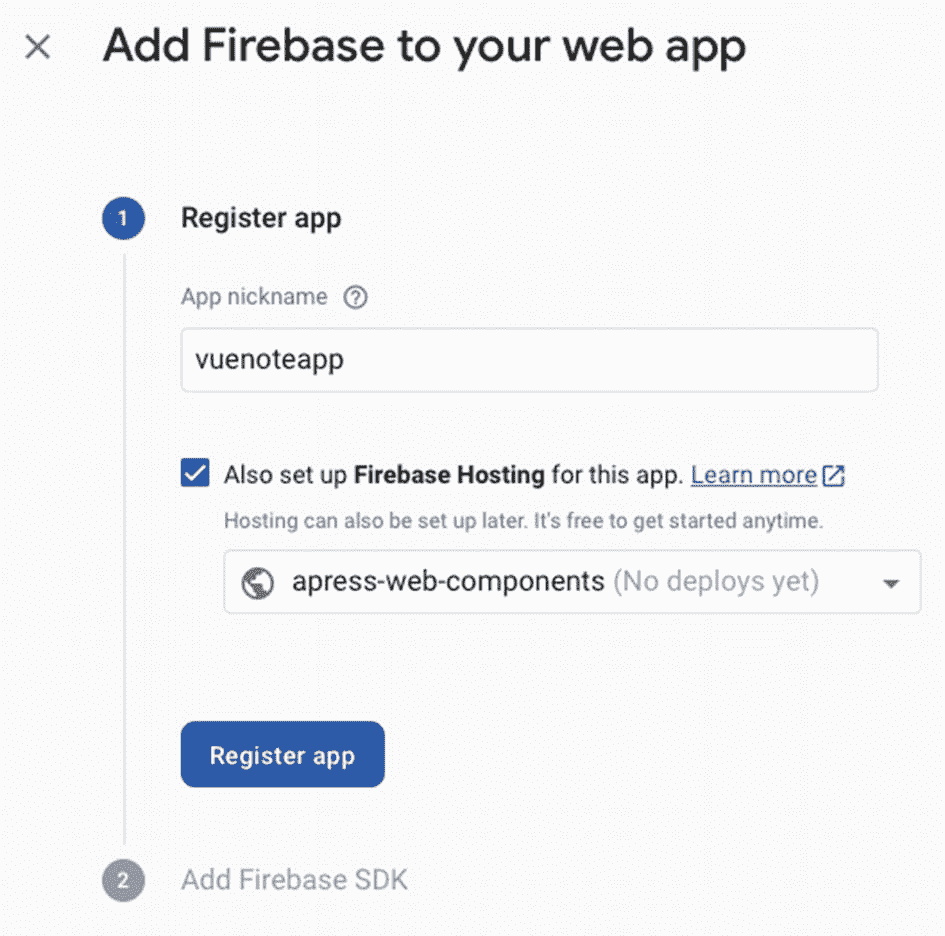 Add Firebase to your web app
1 Register app
App nickname
vuenoteapp
Also set up Firebase Hosting for this app. Learn more
Hosting can also be set up later. It's free to get started anytime.
apress-web-components (No deploys yet)
Register app
2 Add Firebase SDK